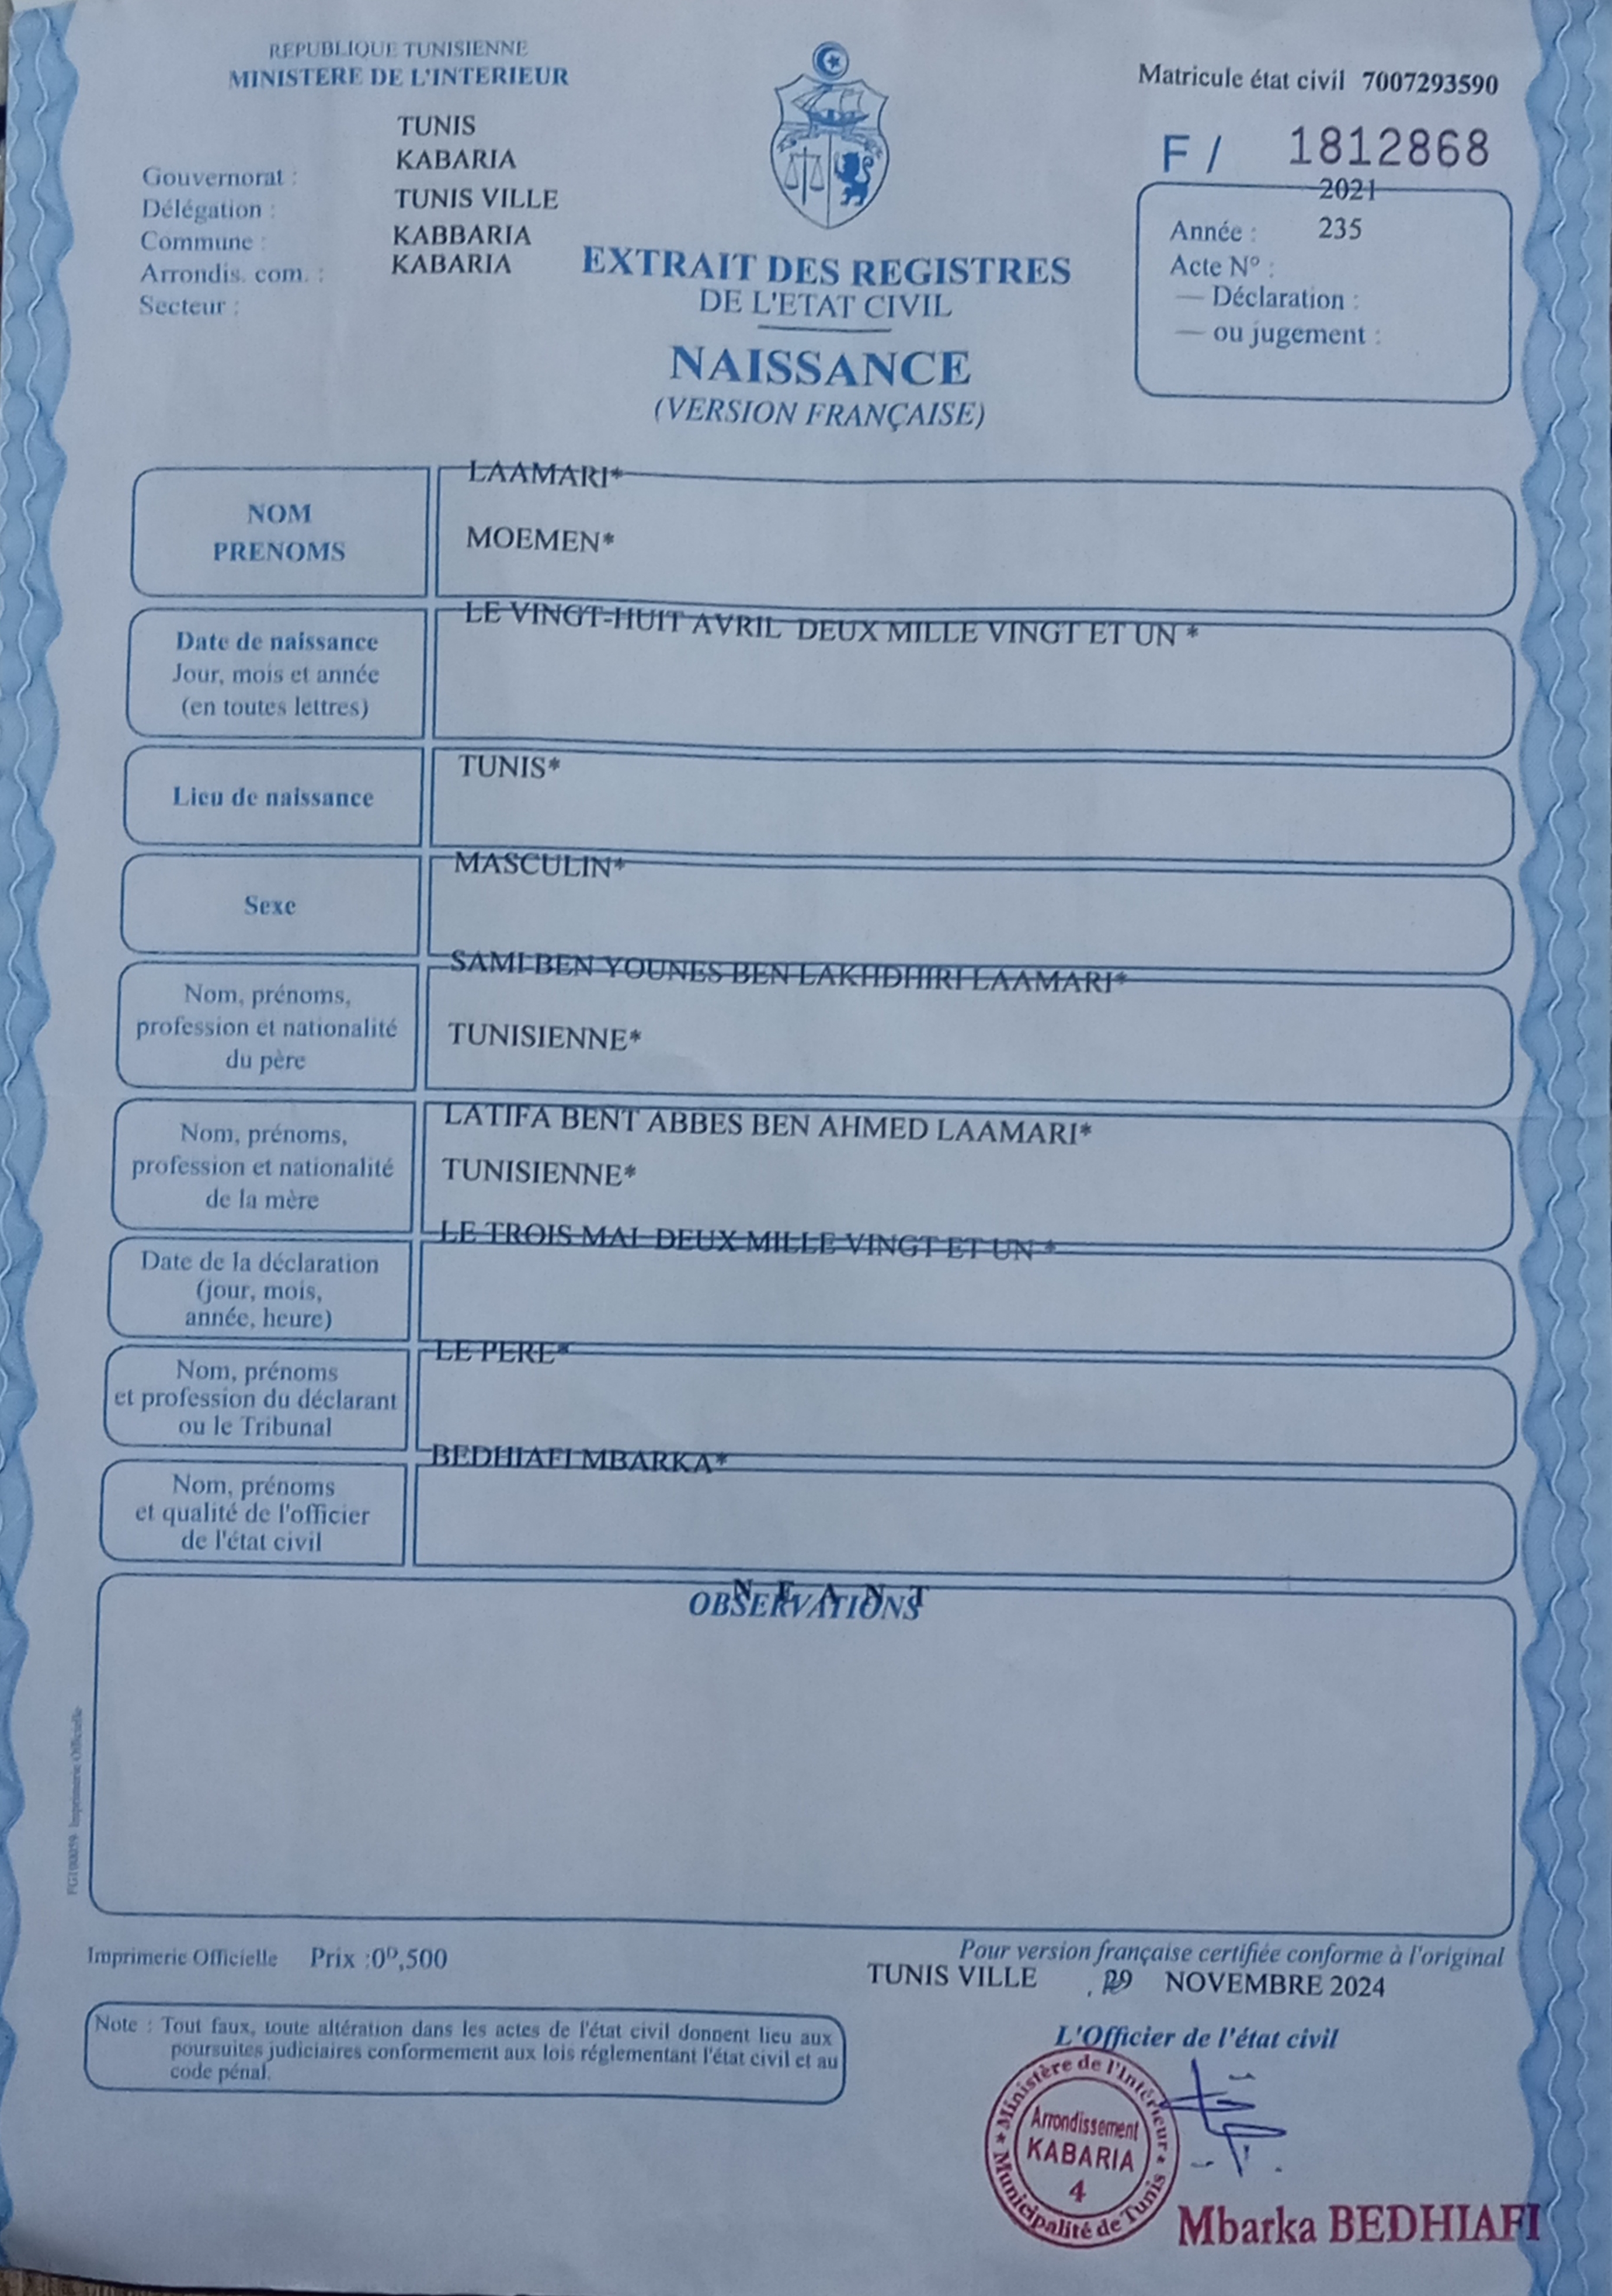 REPUBLIQUE TUNISIENNE
MINISTERE DE L'INTERIEUR
TUNIS
KABARIA
Gouvernorat :
TUNIS VILLE
Délégation :
KABBARIA
Commune :
KABARIA
Arrondis. com. :
Secteur :
Matricule état civil 7007293590
F / 1812868
2021
Année : 235
Acte N° :
— Déclaration :
— ou jugement :
EXTRAIT DES REGISTRES
DE L'ETAT CIVIL
NAISSANCE
(VERSION FRANÇAISE)
LAAMARI*
NOM
PRENOMS
MOEMEN*
LE VINGT-HUIT AVRIL DEUX MILLE VINGT ET UN *
Date de naissance
Jour, mois et année
(en toutes lettres)
TUNIS*
Lieu de naissance
MASCULIN*
Sexe
SAMI BEN YOUNES BEN LAKHDHIRI LAAMARI*
Nom, prénoms,
profession et nationalité
du père
TUNISIENNE*
LATIFA BENT ABBES BEN AHMED LAAMARI*
Nom, prénoms,
profession et nationalité
de la mère
TUNISIENNE*
LE TROIS MAI DEUX MILLE VINGT ET UN *
Date de la déclaration
(jour, mois,
année, heure)
LE PERE*
Nom, prénoms
et profession du déclarant
ou le Tribunal
BEDHIAFI MBARKA*
Nom, prénoms
et qualité de l'officier
de l'état civil
N E A N T
OBSERVATIONS
Imprimerie Officielle Prix :0ᴰ,500
Pour version française certifiée conforme à l'original
TUNIS VILLE , NOVEMBRE 2024
Note : Tout faux, toute altération dans les actes de l'état civil donnent lieu aux
poursuites judiciaires conformement aux lois réglementant l'état civil et au
code pénal.
L'Officier de l'état civil
Ministère de l'Intérieur
Arrondissement
KABARIA
4
Municipalité de Tunis
Mbarka BEDHIAFI